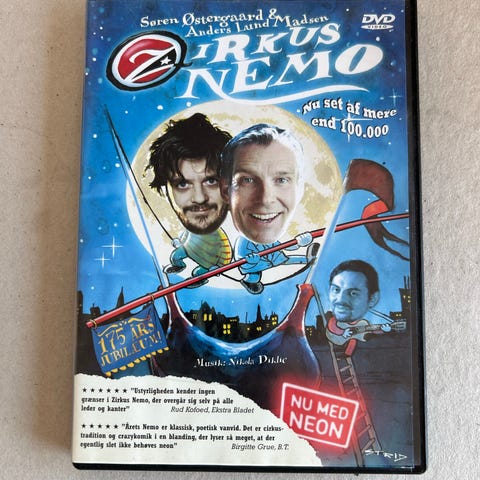 Søren Østergaard &
Anders Lund Madsen
DVD
VIDEO
ZIRKUS
NEMO
Nu set af mere
end 100.000
175 ÅRS
JUBILÆUM!
Musik: Nikola Diklić
NU MED
NEON
★★★★★★ "Ustyrligheden kender ingen
grænser i Zirkus Nemo, der overgår sig selv på alle
leder og kanter" Rud Kofoed, Ekstra Bladet
★★★★★ "Årets Nemo er klassisk, poetisk vanvid. Det er cirkus-
tradition og crazykomik i en blanding, der lyser så meget, at der
egentlig slet ikke behøves neon" Birgitte Grue, B.T.
STRID